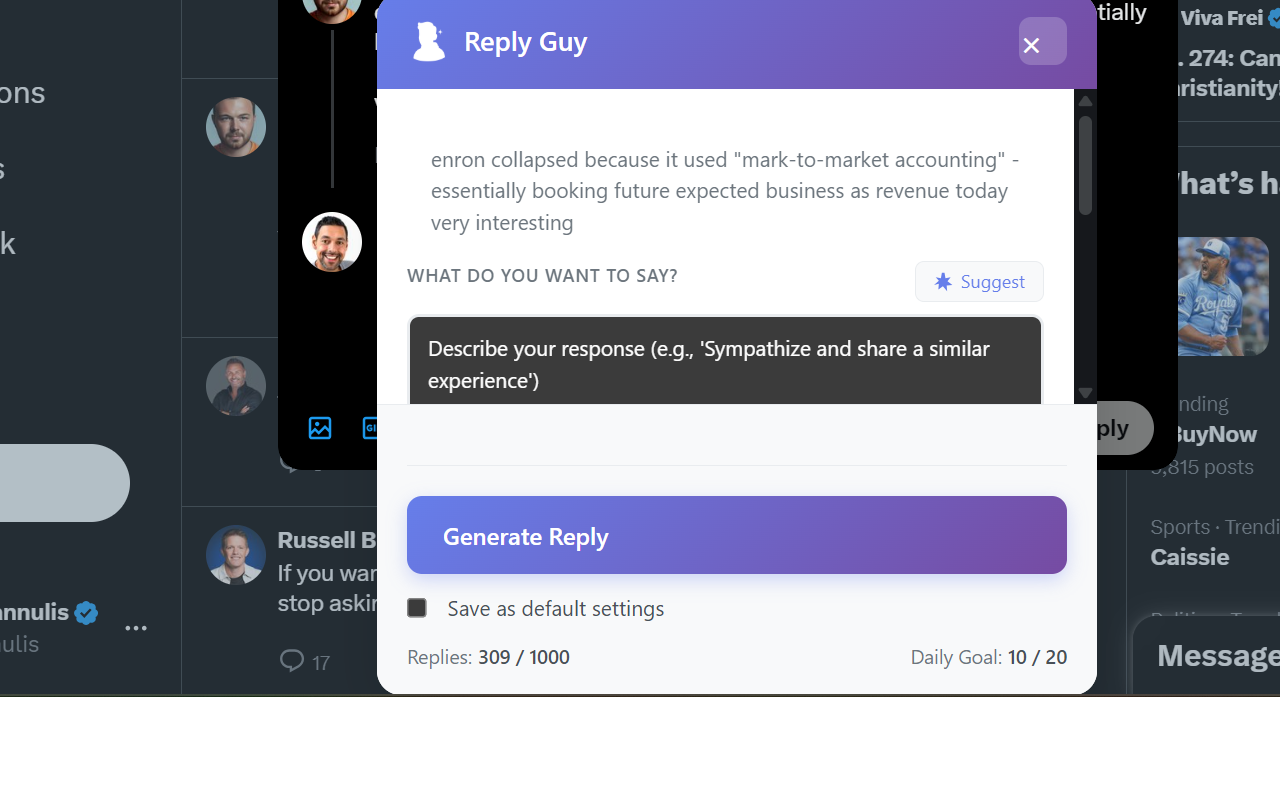 ons
s
k
annulis
nulis
Russell B
If you war
stop askin
17
tially
Reply Guy
enron collapsed because it used "mark-to-market accounting" -
essentially booking future expected business as revenue today
very interesting
WHAT DO YOU WANT TO SAY?
Suggest
Describe your response (e.g., 'Sympathize and share a similar
experience')
GI
ply
Generate Reply
Save as default settings
Replies: 309 / 1000
Daily Goal: 10 / 20
Viva Frei
. 274: Can
ristianity!
hat's h
Royals
nding
BuyNow
5,815 posts
Sports · Trendi
Caissie
Message